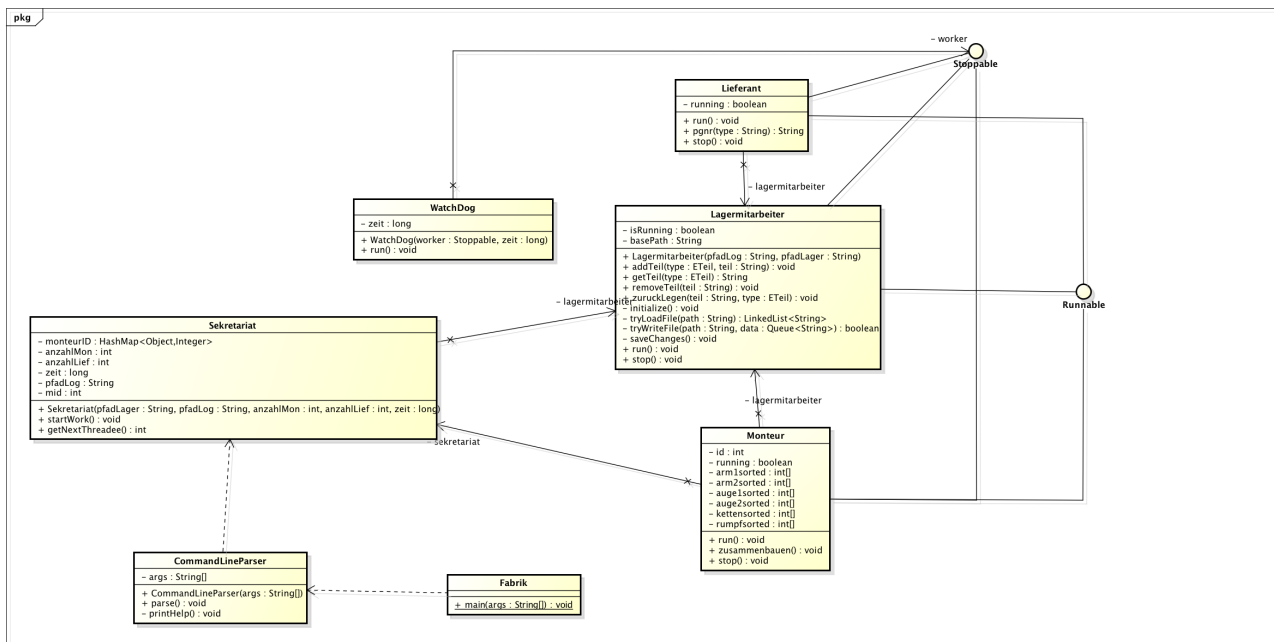 pkg
– worker
Stoppable
Lieferant
– running : boolean
+ run() : void
+ pgnr(type : String) : String
+ stop() : void
– lagermitarbeiter
WatchDog
– zeit : long
+ WatchDog(worker : Stoppable, zeit : long)
+ run() : void
Lagermitarbeiter
– isRunning : boolean
– basePath : String
+ Lagermitarbeiter(pfadLog : String, pfadLager : String)
+ addTeil(type : ETeil, teil : String) : void
+ getTeil(type : ETeil) : String
+ removeTeil(teil : String) : void
+ zuruckLegen(teil : String, type : ETeil) : void
– initialize() : void
– tryLoadFile(path : String) : LinkedList<String>
– tryWriteFile(path : String, data : Queue<String>) : boolean
– saveChanges() : void
+ run() : void
+ stop() : void
Runnable
– lagermitarbeiter
Sekretariat
– monteurID : HashMap<Object,Integer>
– anzahlMon : int
– anzahlLief : int
– zeit : long
– pfadLog : String
– mid : int
+ Sekretariat(pfadLager : String, pfadLog : String, anzahlMon : int, anzahlLief : int, zeit : long)
+ startWork() : void
+ getNextThreadee() : int
– lagermitarbeiter
– sekretariat
Monteur
– id : int
– running : boolean
– arm1sorted : int[]
– arm2sorted : int[]
– auge1sorted : int[]
– auge2sorted : int[]
– kettensorted : int[]
– rumpfsorted : int[]
+ run() : void
+ zusammenbauen() : void
+ stop() : void
CommandLineParser
– args : String[]
+ CommandLineParser(args : String[])
+ parse() : void
– printHelp() : void
Fabrik
+ main(args : String[]) : void